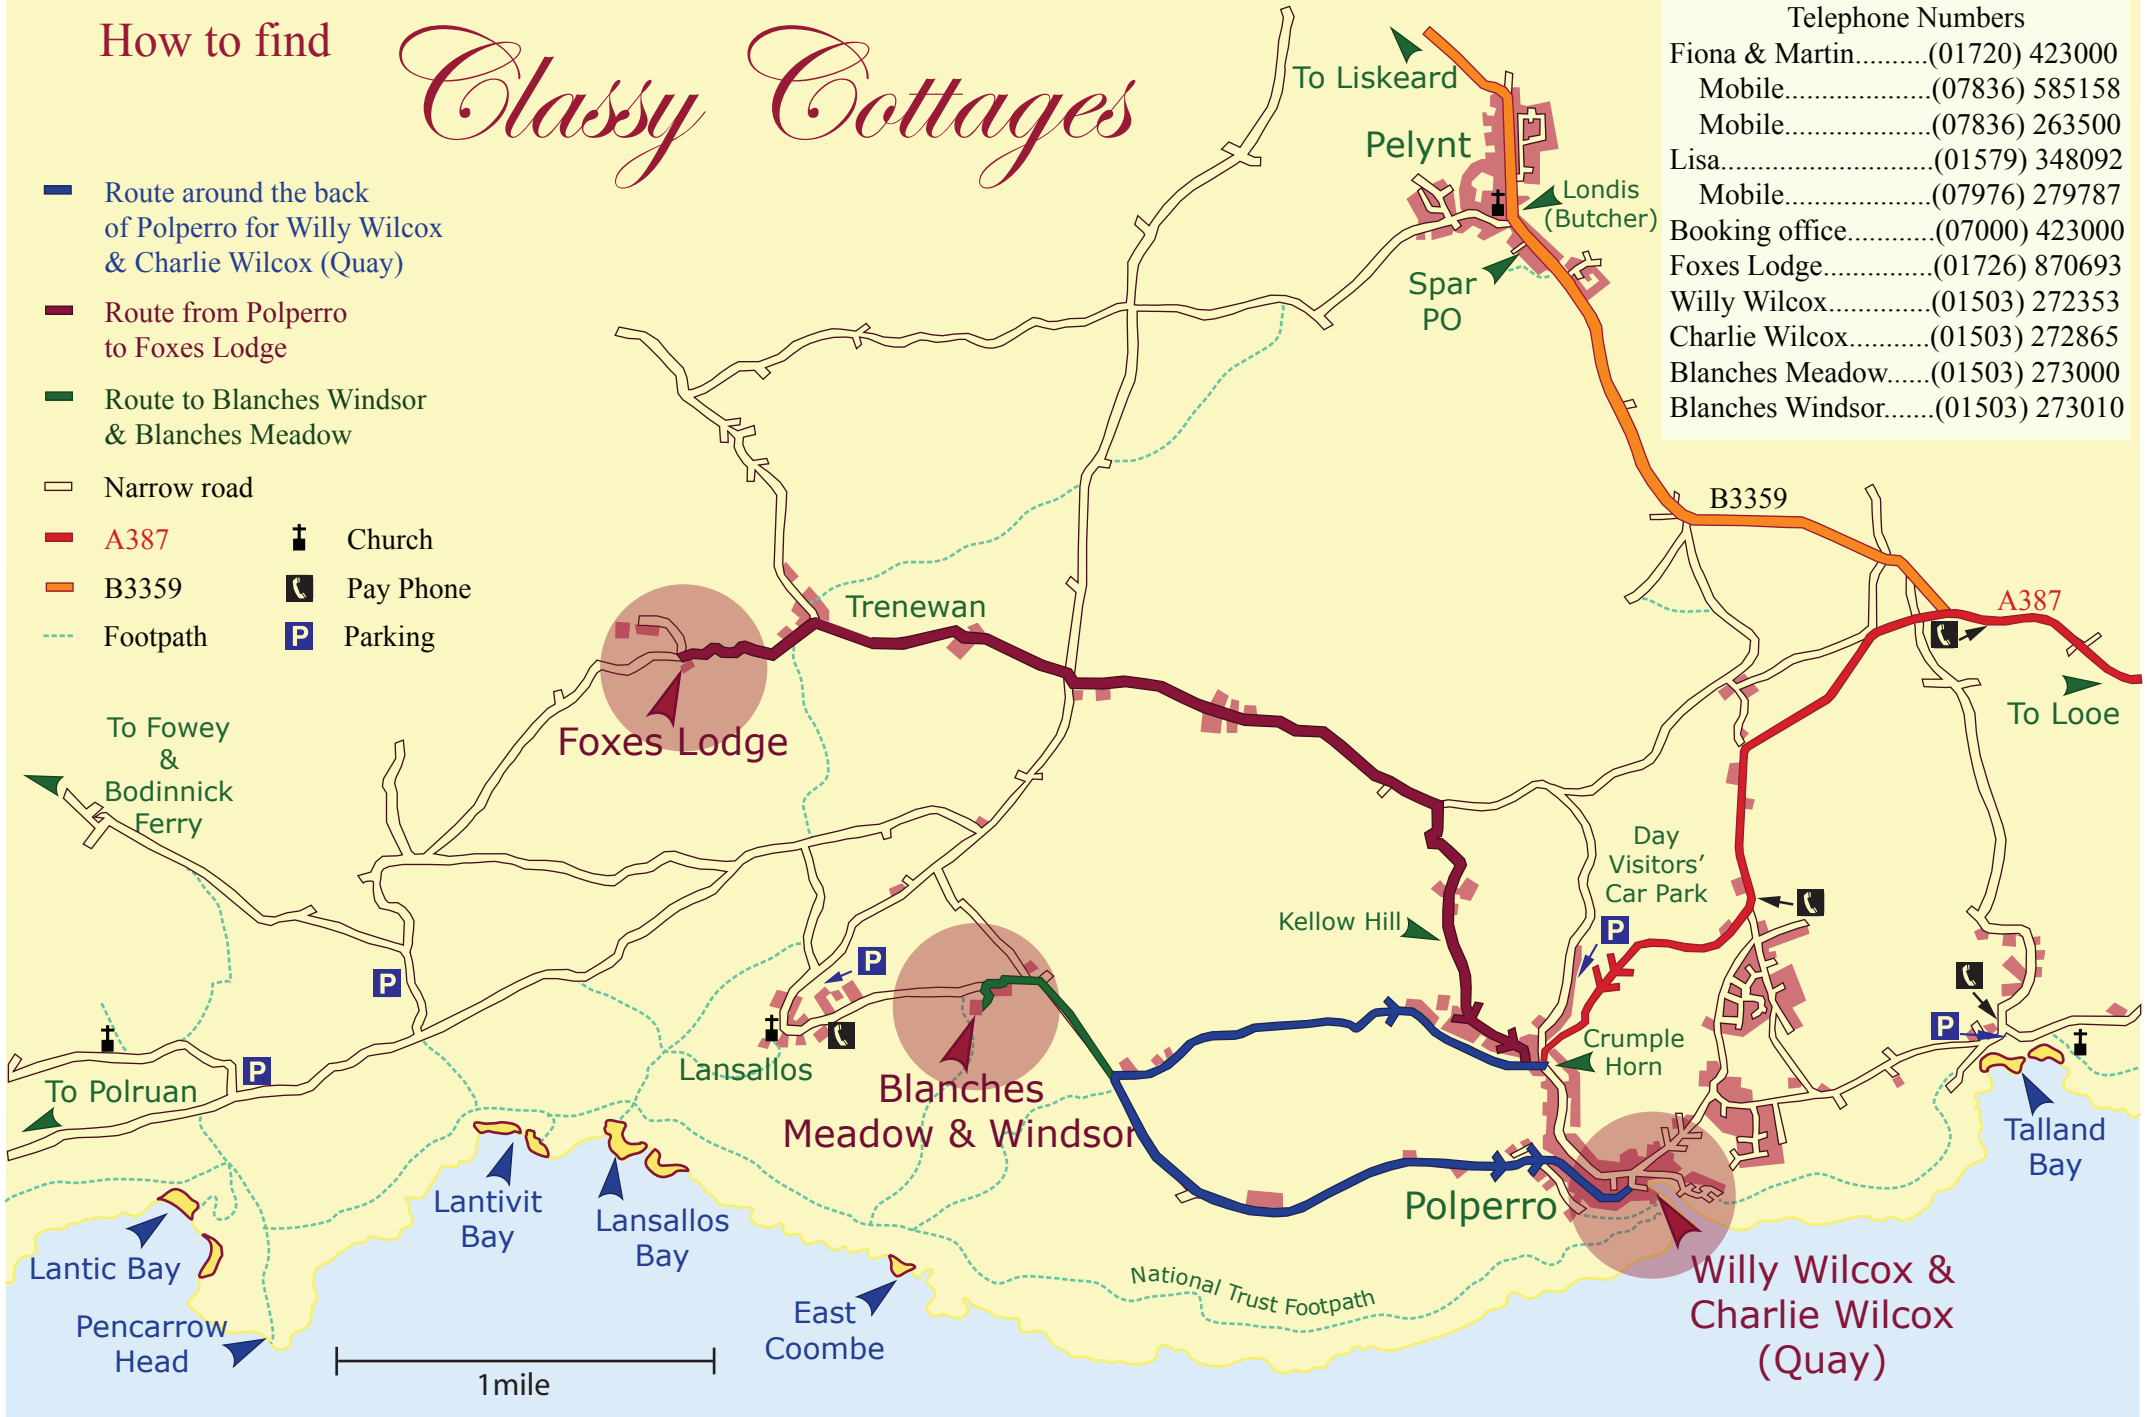 How to find
Classy Cottages
Route around the back
of Polperro for Willy Wilcox
& Charlie Wilcox (Quay)
Route from Polperro
to Foxes Lodge
Route to Blanches Windsor
& Blanches Meadow
Narrow road
A387
Church
B3359
Pay Phone
Footpath
P
Parking
Telephone Numbers
Fiona & Martin..........(01720) 423000
Mobile....................(07836) 585158
Mobile....................(07836) 263500
Lisa.............................(01579) 348092
Mobile....................(07976) 279787
Booking office............(07000) 423000
Foxes Lodge...............(01726) 870693
Willy Wilcox..............(01503) 272353
Charlie Wilcox...........(01503) 272865
Blanches Meadow......(01503) 273000
Blanches Windsor.......(01503) 273010
To Liskeard
Pelynt
Londis
(Butcher)
Spar
PO
B3359
A387
To Looe
Trenewan
Foxes Lodge
To Fowey
&
Bodinnick
Ferry
Day
Visitors’
Car Park
Kellow Hill
P
P
P
P
P
Crumple
Horn
To Polruan
Lansallos
Blanches
Meadow & Windsor
Talland
Bay
Polperro
Lantivit
Bay
Lansallos
Bay
Lantic Bay
Pencarrow
Head
East
Coombe
National Trust Footpath
Willy Wilcox &
Charlie Wilcox
(Quay)
1mile